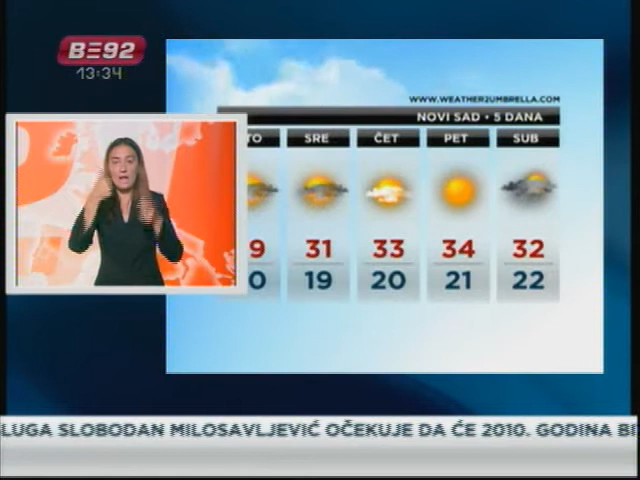 B92
13:34
WWW.WEATHER2UMBRELLA.COM
NOVI SAD • 5 DANA
SRE ČET PET SUB
31 33 34 32
19 20 21 22
SLOBODAN MILOSAVLJEVIĆ OČEKUJE DA ĆE 2010. GODINA